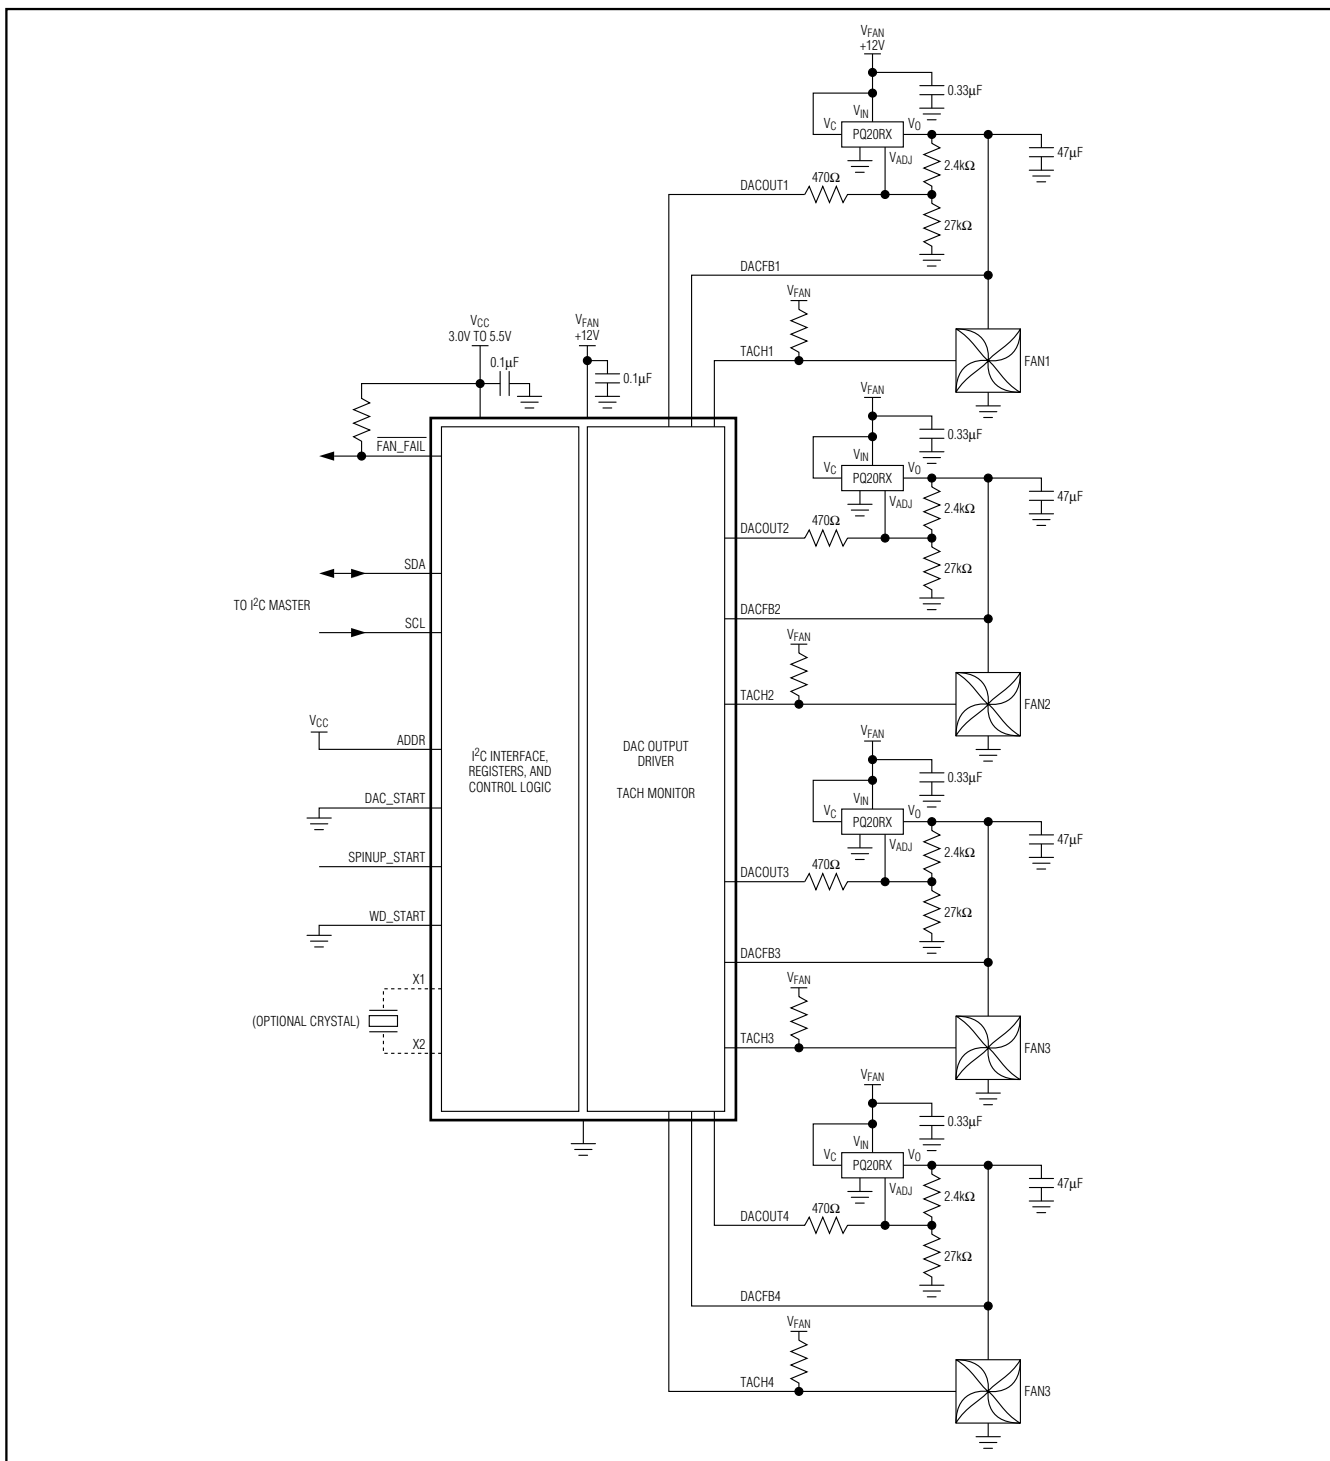 VFAN
+12V
0.33µF
VIN
VC
PQ20RX
VO
47µF
VADJ
2.4kΩ
470Ω
DACOUT1
27kΩ
DACFB1
VFAN
VCC
3.0V TO 5.5V
VFAN
+12V
TACH1
FAN1
0.1µF
0.1µF
VFAN
0.33µF
FAN_FAIL
VIN
VC
PQ20RX
VO
47µF
VADJ
2.4kΩ
470Ω
DACOUT2
27kΩ
SDA
TO I2C MASTER
SCL
DACFB2
VFAN
TACH2
FAN2
VCC
ADDR
I2C INTERFACE,
REGISTERS, AND
CONTROL LOGIC
DAC OUTPUT
DRIVER
TACH MONITOR
VFAN
0.33µF
DAC_START
VIN
VC
PQ20RX
VO
47µF
VADJ
2.4kΩ
SPINUP_START
470Ω
DACOUT3
27kΩ
WD_START
DACFB3
X1
VFAN
(OPTIONAL CRYSTAL)
X2
TACH3
FAN3
VFAN
0.33µF
VIN
VC
PQ20RX
VO
47µF
VADJ
2.4kΩ
470Ω
DACOUT4
27kΩ
DACFB4
VFAN
TACH4
FAN3